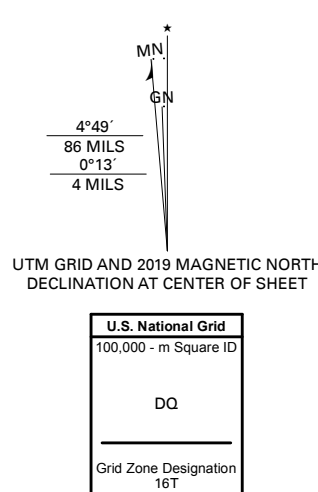 ★
MN
GN
4°49´
86 MILS
0°13´
4 MILS
UTM GRID AND 2019 MAGNETIC NORTH
DECLINATION AT CENTER OF SHEET
U.S. National Grid
100,000 - m Square ID
DQ
Grid Zone Designation
16T